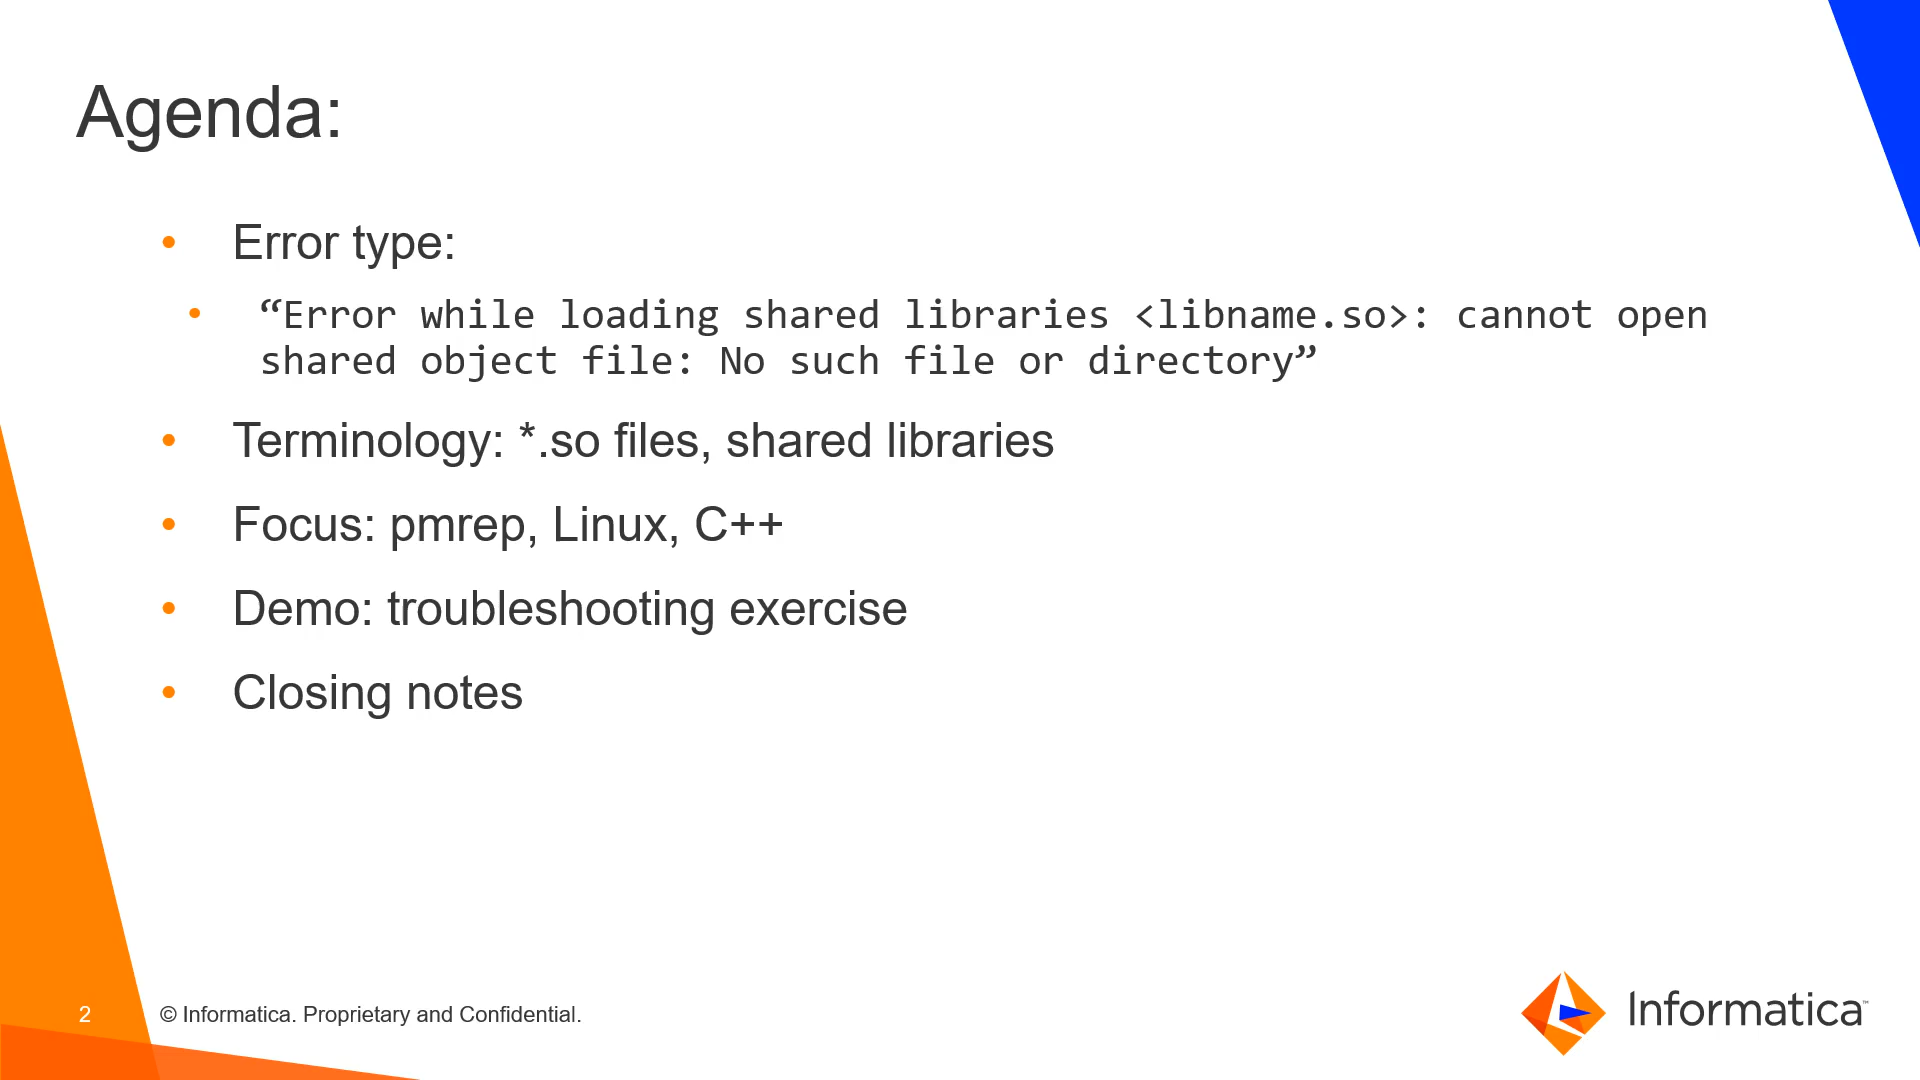 Agenda:
• Error type:
• “Error while loading shared libraries <libname.so>: cannot open
shared object file: No such file or directory”
• Terminology: *.so files, shared libraries
• Focus: pmrep, Linux, C++
• Demo: troubleshooting exercise
• Closing notes
2 © Informatica. Proprietary and Confidential.
Informatica™